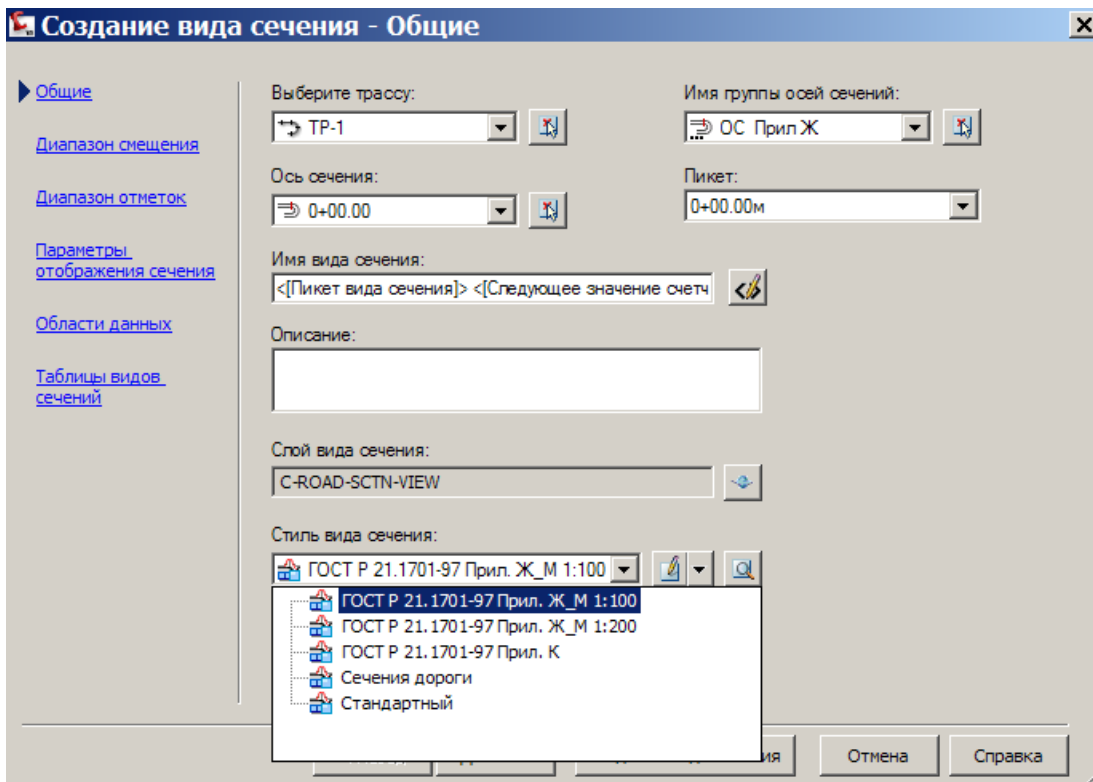 Создание вида сечения - Общие
Общие
Диапазон смещения
Диапазон отметок
Параметры
отображения сечения
Области данных
Таблицы видов
сечений
Выберите трассу:
ТР-1
Имя группы осей сечений:
ОС Прил Ж
Ось сечения:
0+00.00
Пикет:
0+00.00м
Имя вида сечения:
<[Пикет вида сечения]> <[Следующее значение счетч
Описание:
Слой вида сечения:
C-ROAD-SCTN-VIEW
Стиль вида сечения:
ГОСТ Р 21.1701-97 Прил. Ж_М 1:100
ГОСТ Р 21.1701-97 Прил. Ж_М 1:100
ГОСТ Р 21.1701-97 Прил. Ж_М 1:200
ГОСТ Р 21.1701-97 Прил. К
Сечения дороги
Стандартный
ия
Отмена
Справка